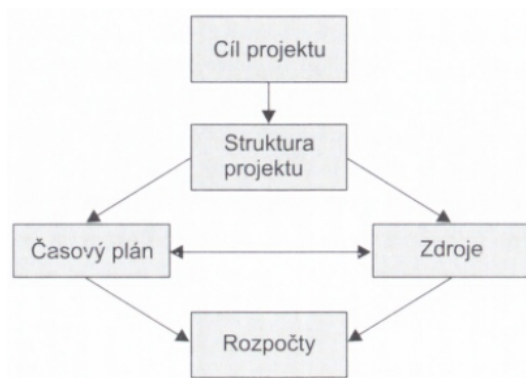 Cíl projektu
Struktura
projektu
Časový plán
Zdroje
Rozpočty